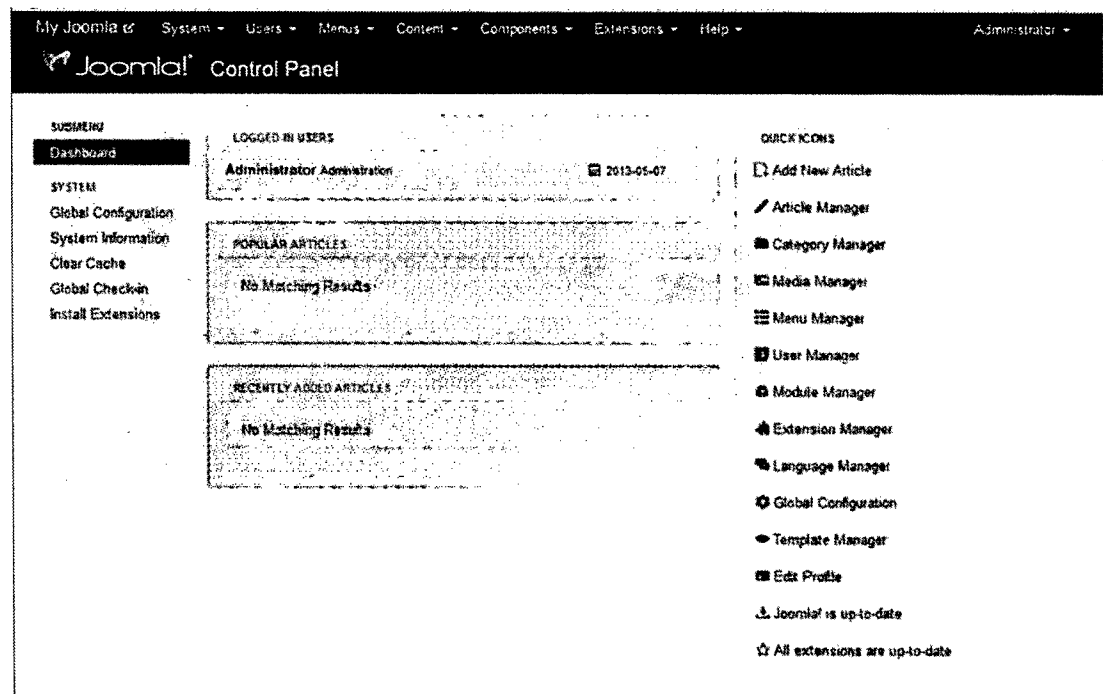 My Joomla System Users Menus Content Components Extensions Help Administrator
Joomla! Control Panel
SUBMENU
Dashboard
SYSTEM
Global Configuration
System Information
Clear Cache
Global Check-in
Install Extensions
LOGGED IN USERS
Administrator Administration 2013-05-07
POPULAR ARTICLES
No Matching Results
RECENTLY ADDED ARTICLES
No Matching Results
QUICK ICONS
Add New Article
Article Manager
Category Manager
Media Manager
Menu Manager
User Manager
Module Manager
Extension Manager
Language Manager
Global Configuration
Template Manager
Edit Profile
Joomla! is up-to-date
All extensions are up-to-date